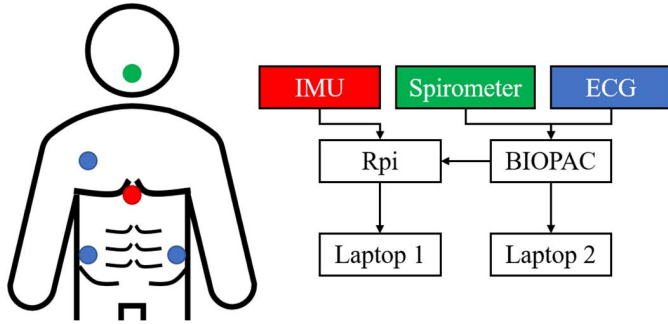 IMU
Spirometer
ECG
Rpi
BIOPAC
Laptop 1
Laptop 2